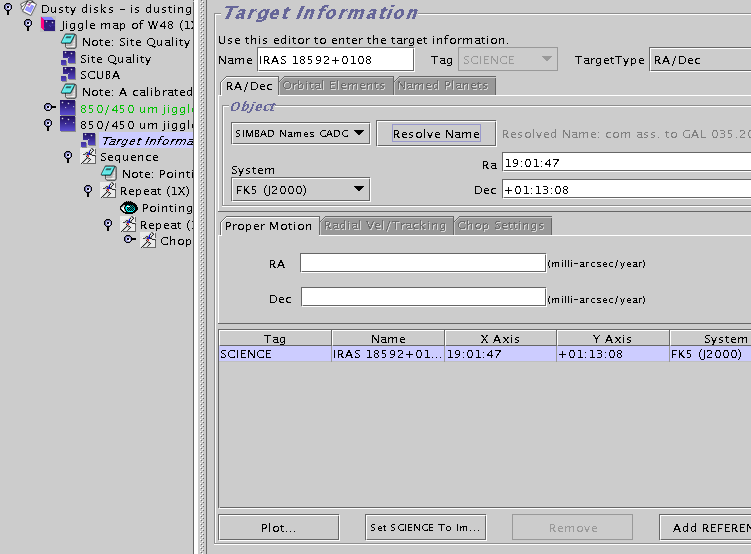 Dusty disks – is dusting
Jiggle map of W48 (1X
Note: Site Quality
Site Quality
SCUBA
Note: A calibrated
850/450 um jiggle
850/450 um jiggl
Target Informa
Sequence
Note: Pointi
Repeat (1X)
Pointing
Repeat (1
Chop
Target Information
Use this editor to enter the target information.
Name IRAS 18592+0108 Tag SCIENCE TargetType RA/Dec
RA/Dec Orbital Elements Named Planets
Object
SIMBAD Names CADC Resolve Name Resolved Name: com ass. to GAL 035.20
System
FK5 (J2000)
Ra 19:01:47
Dec +01:13:08
Proper Motion Radial Vel/Tracking Chop Settings
RA (milli-arcsec/year)
Dec (milli-arcsec/year)
Tag Name X Axis Y Axis System
SCIENCE IRAS 18592+01... 19:01:47 +01:13:08 FK5 (J2000)
Plot... Set SCIENCE To Im... Remove Add REFEREN